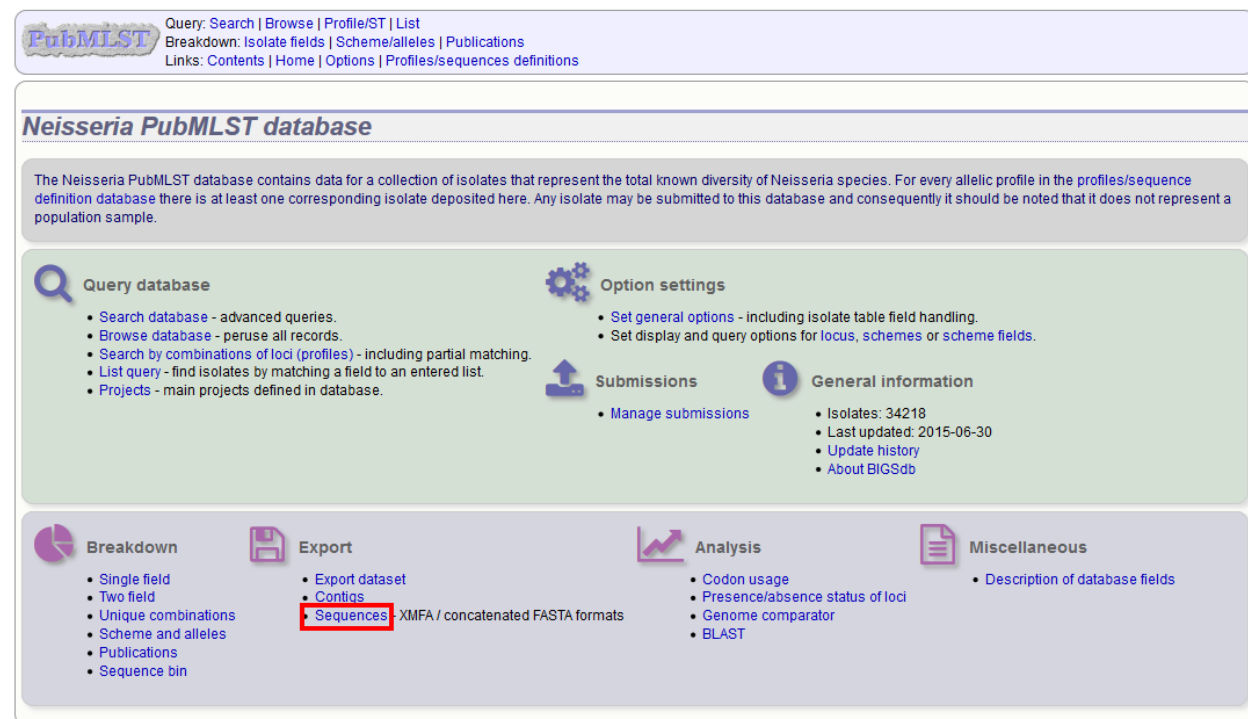 PubMLST
Query: Search | Browse | Profile/ST | List
Breakdown: Isolate fields | Scheme/alleles | Publications
Links: Contents | Home | Options | Profiles/sequences definitions
Neisseria PubMLST database
The Neisseria PubMLST database contains data for a collection of isolates that represent the total known diversity of Neisseria species. For every allelic profile in the profiles/sequence
definition database there is at least one corresponding isolate deposited here. Any isolate may be submitted to this database and consequently it should be noted that it does not represent a
population sample.
Query database
• Search database - advanced queries.
• Browse database - peruse all records.
• Search by combinations of loci (profiles) - including partial matching.
• List query - find isolates by matching a field to an entered list.
• Projects - main projects defined in database.
Option settings
• Set general options - including isolate table field handling.
• Set display and query options for locus, schemes or scheme fields.
Submissions
• Manage submissions
General information
• Isolates: 34218
• Last updated: 2015-06-30
• Update history
• About BIGSdb
Breakdown
• Single field
• Two field
• Unique combinations
• Scheme and alleles
• Publications
• Sequence bin
Export
• Export dataset
• Contigs
• Sequences - XMFA / concatenated FASTA formats
Analysis
• Codon usage
• Presence/absence status of loci
• Genome comparator
• BLAST
Miscellaneous
• Description of database fields